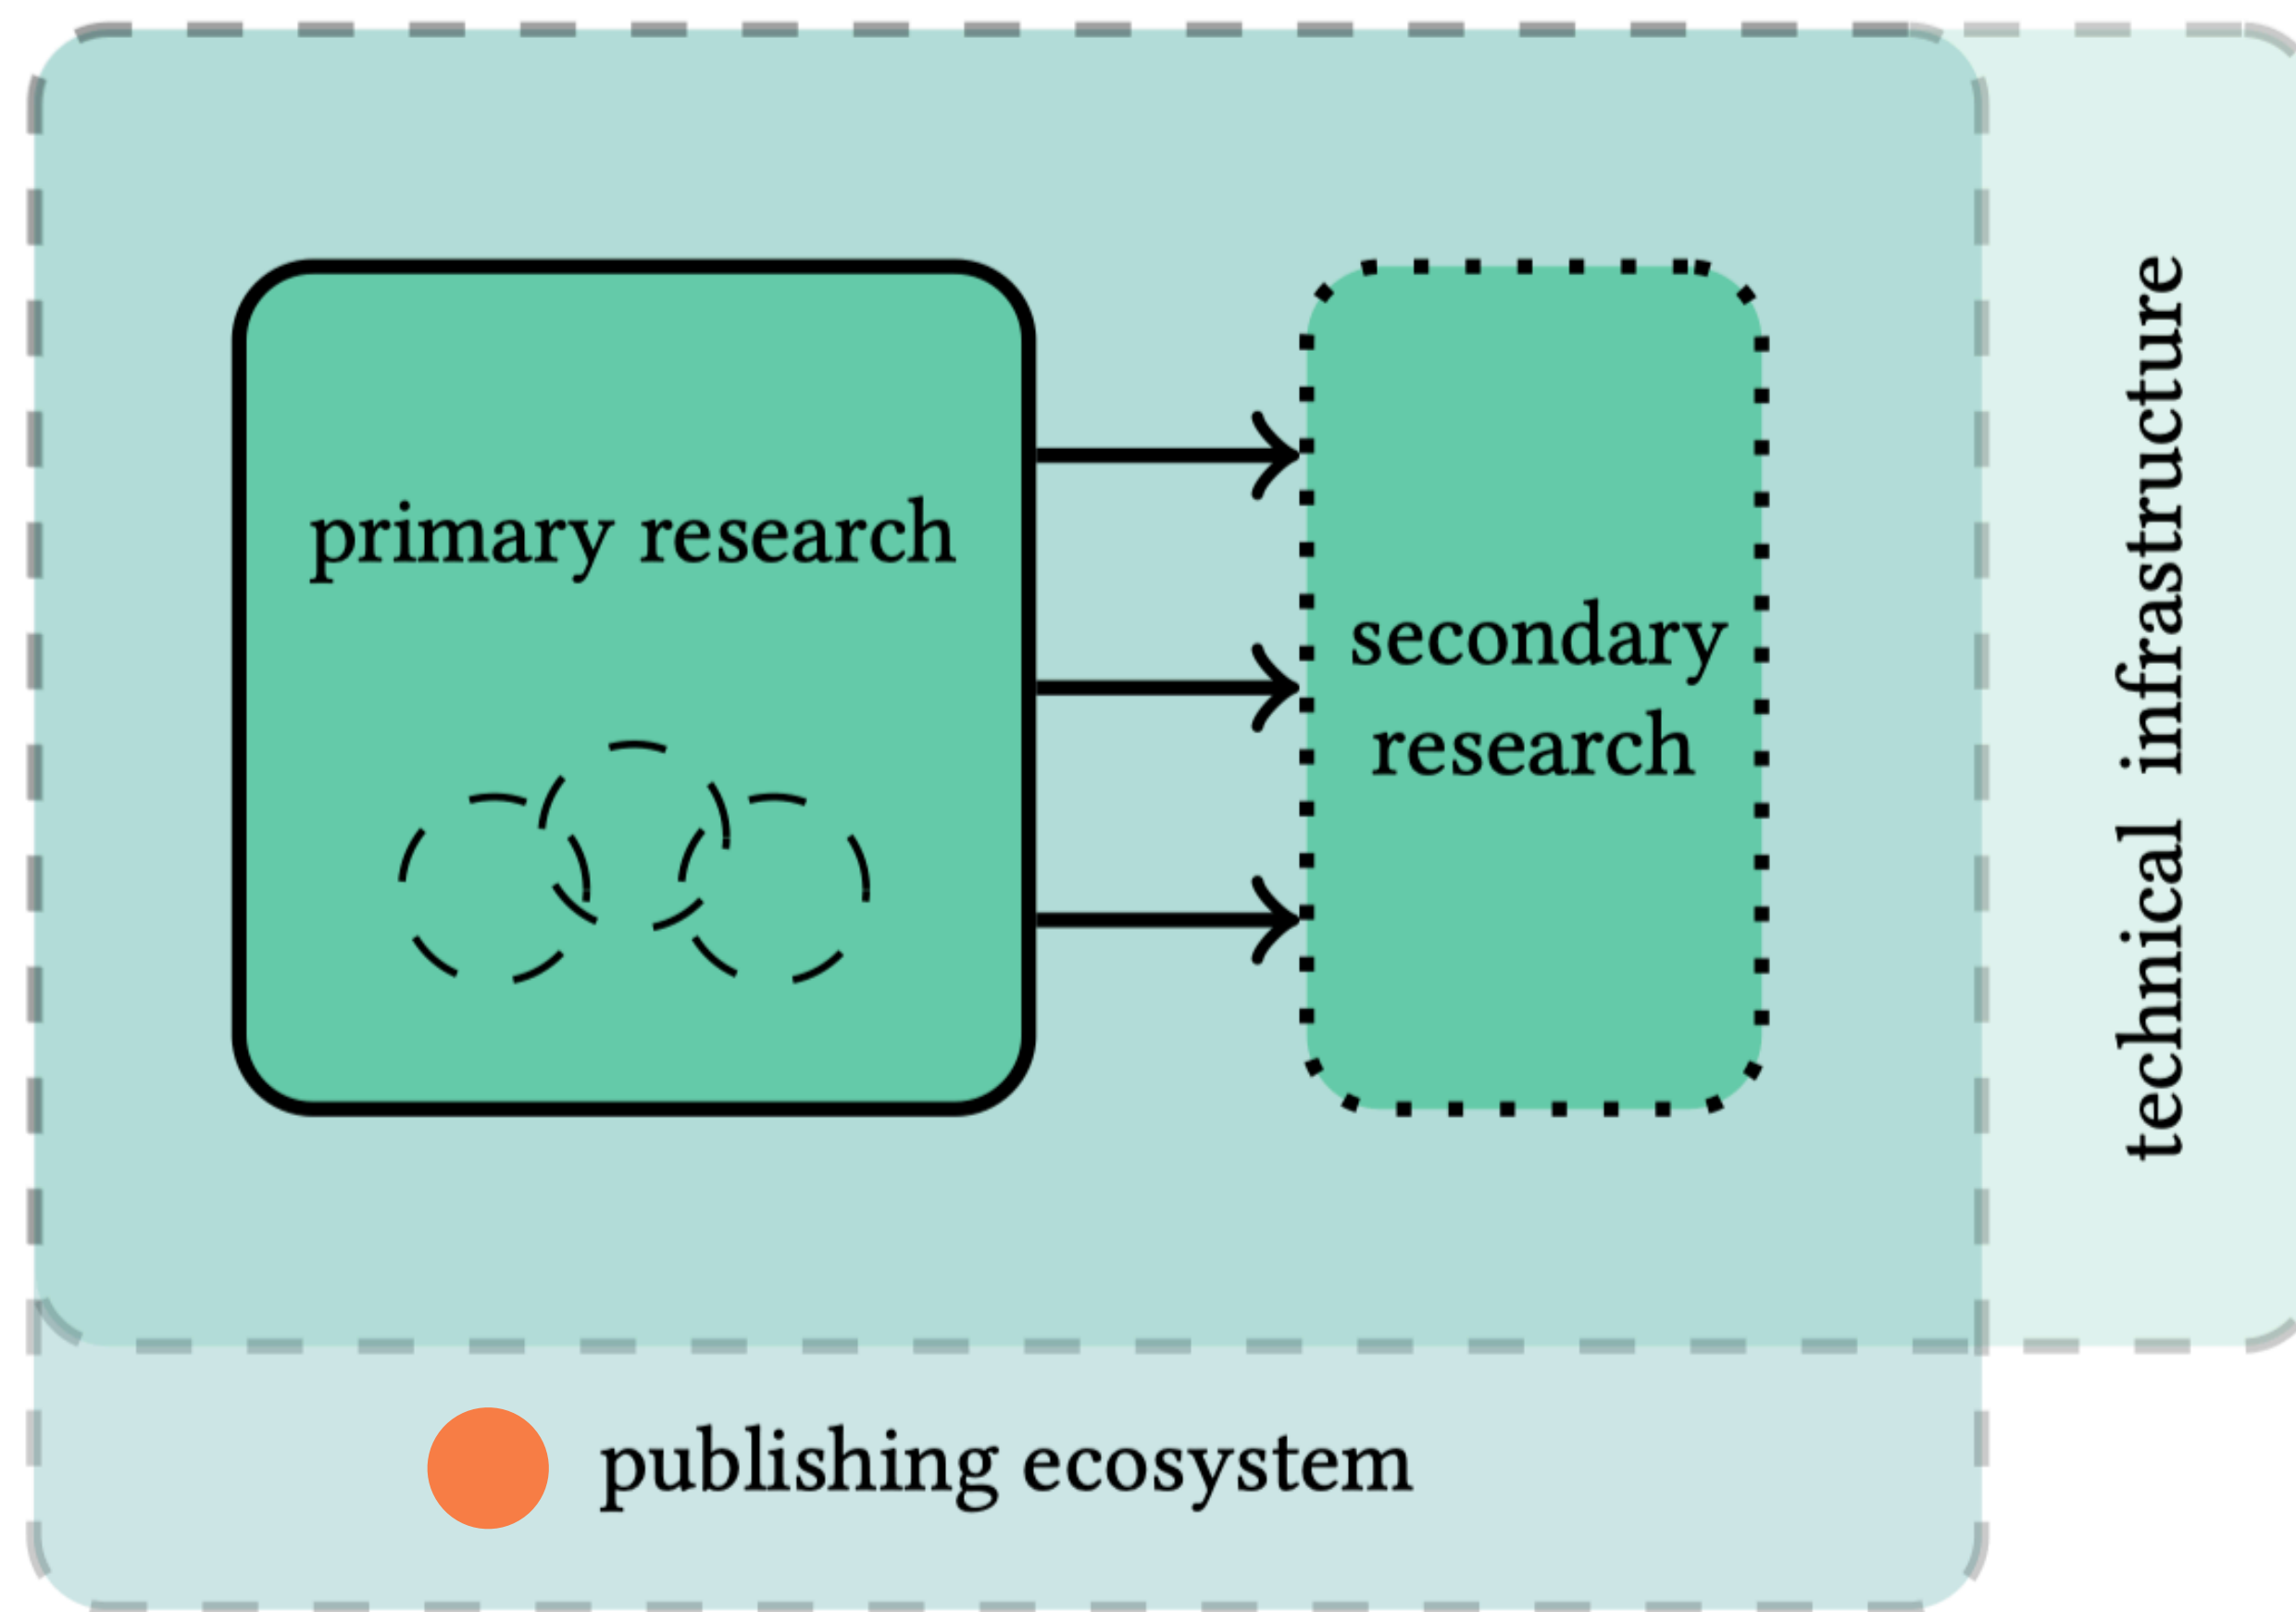 primary research
secondary
research
technical infrastructure
publishing ecosystem